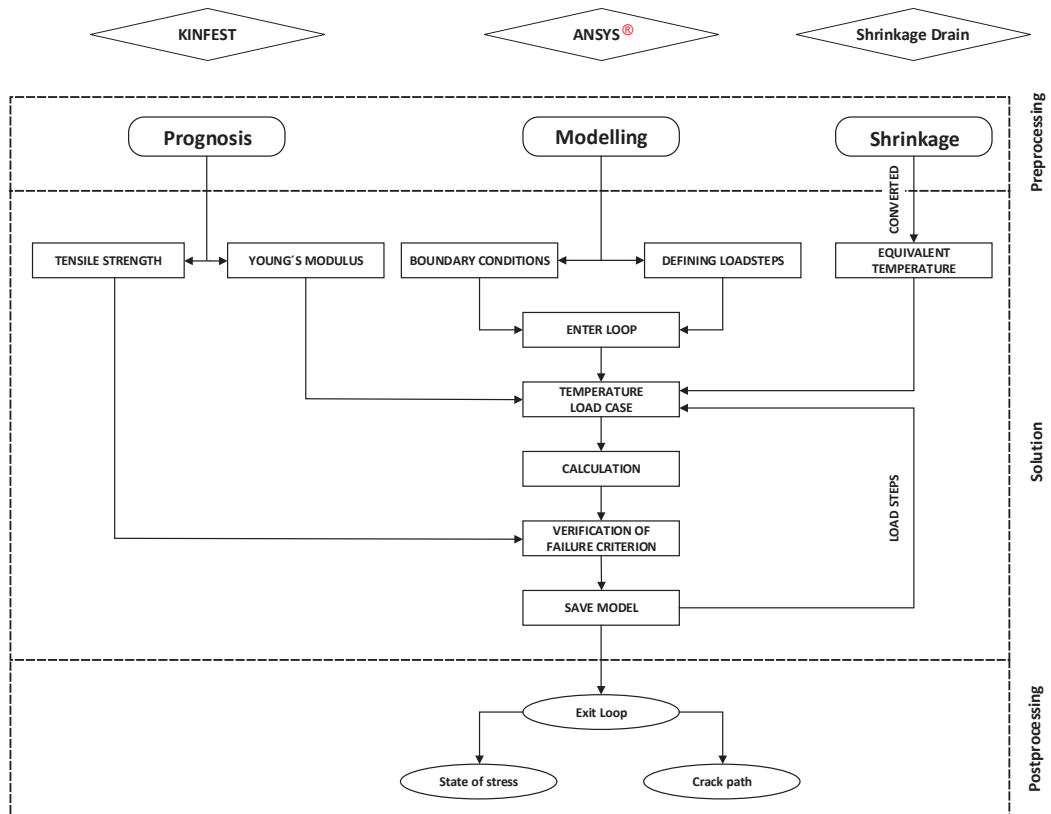 KINFEST
ANSYS®
Shrinkage Drain
Preprocessing
Prognosis
Modelling
Shrinkage
CONVERTED
TENSILE STRENGTH
YOUNG´S MODULUS
BOUNDARY CONDITIONS
DEFINING LOADSTEPS
EQUIVALENT
TEMPERATURE
ENTER LOOP
TEMPERATURE
LOAD CASE
Solution
CALCULATION
LOAD STEPS
VERIFICATION OF
FAILURE CRITERION
SAVE MODEL
Postprocessing
Exit Loop
State of stress
Crack path